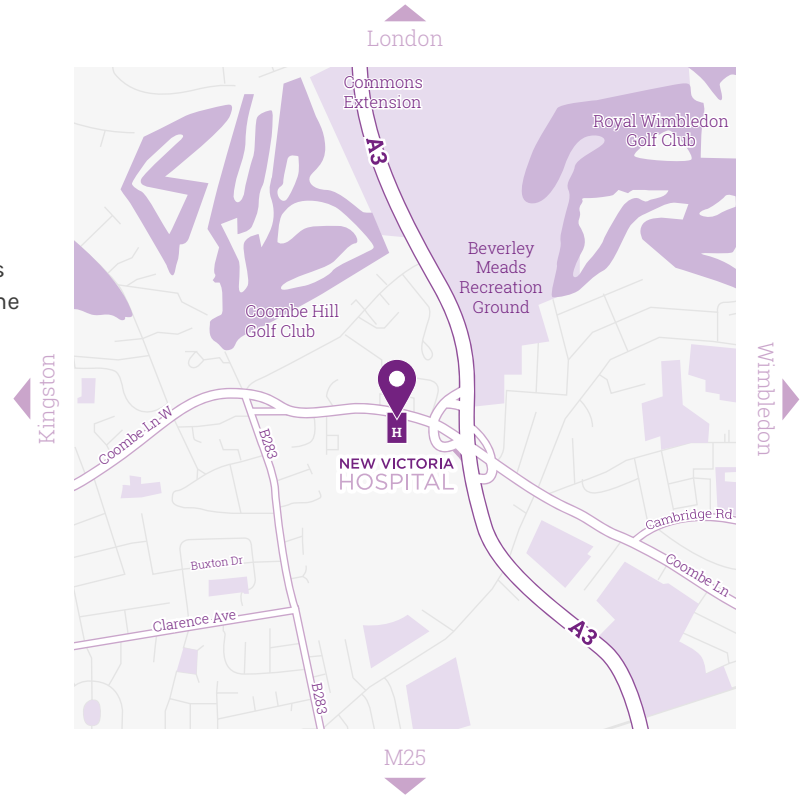 London
Commons
Extension
A3
Royal Wimbledon
Golf Club
Beverley
Meads
Recreation
Ground
s
ne
Coombe Hill
Golf Club
Kingston
Wimbledon
Coombe Ln W
B283
H
NEW VICTORIA
HOSPITAL
Cambridge Rd
Coombe Ln
Buxton Dr
Clarence Ave
A3
B283
M25